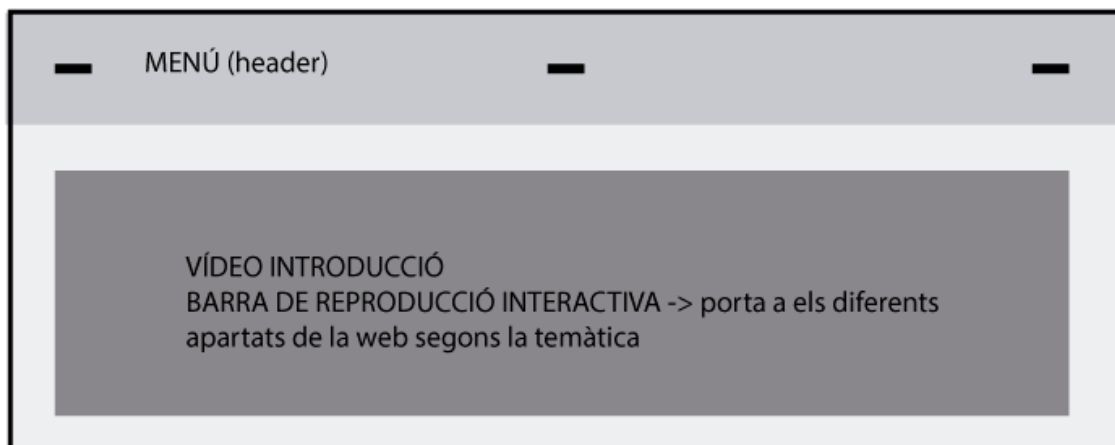 MENÚ (header)
VÍDEO INTRODUCCIÓ
BARRA DE REPRODUCCIÓ INTERACTIVA -> porta a els diferents
apartats de la web segons la temàtica